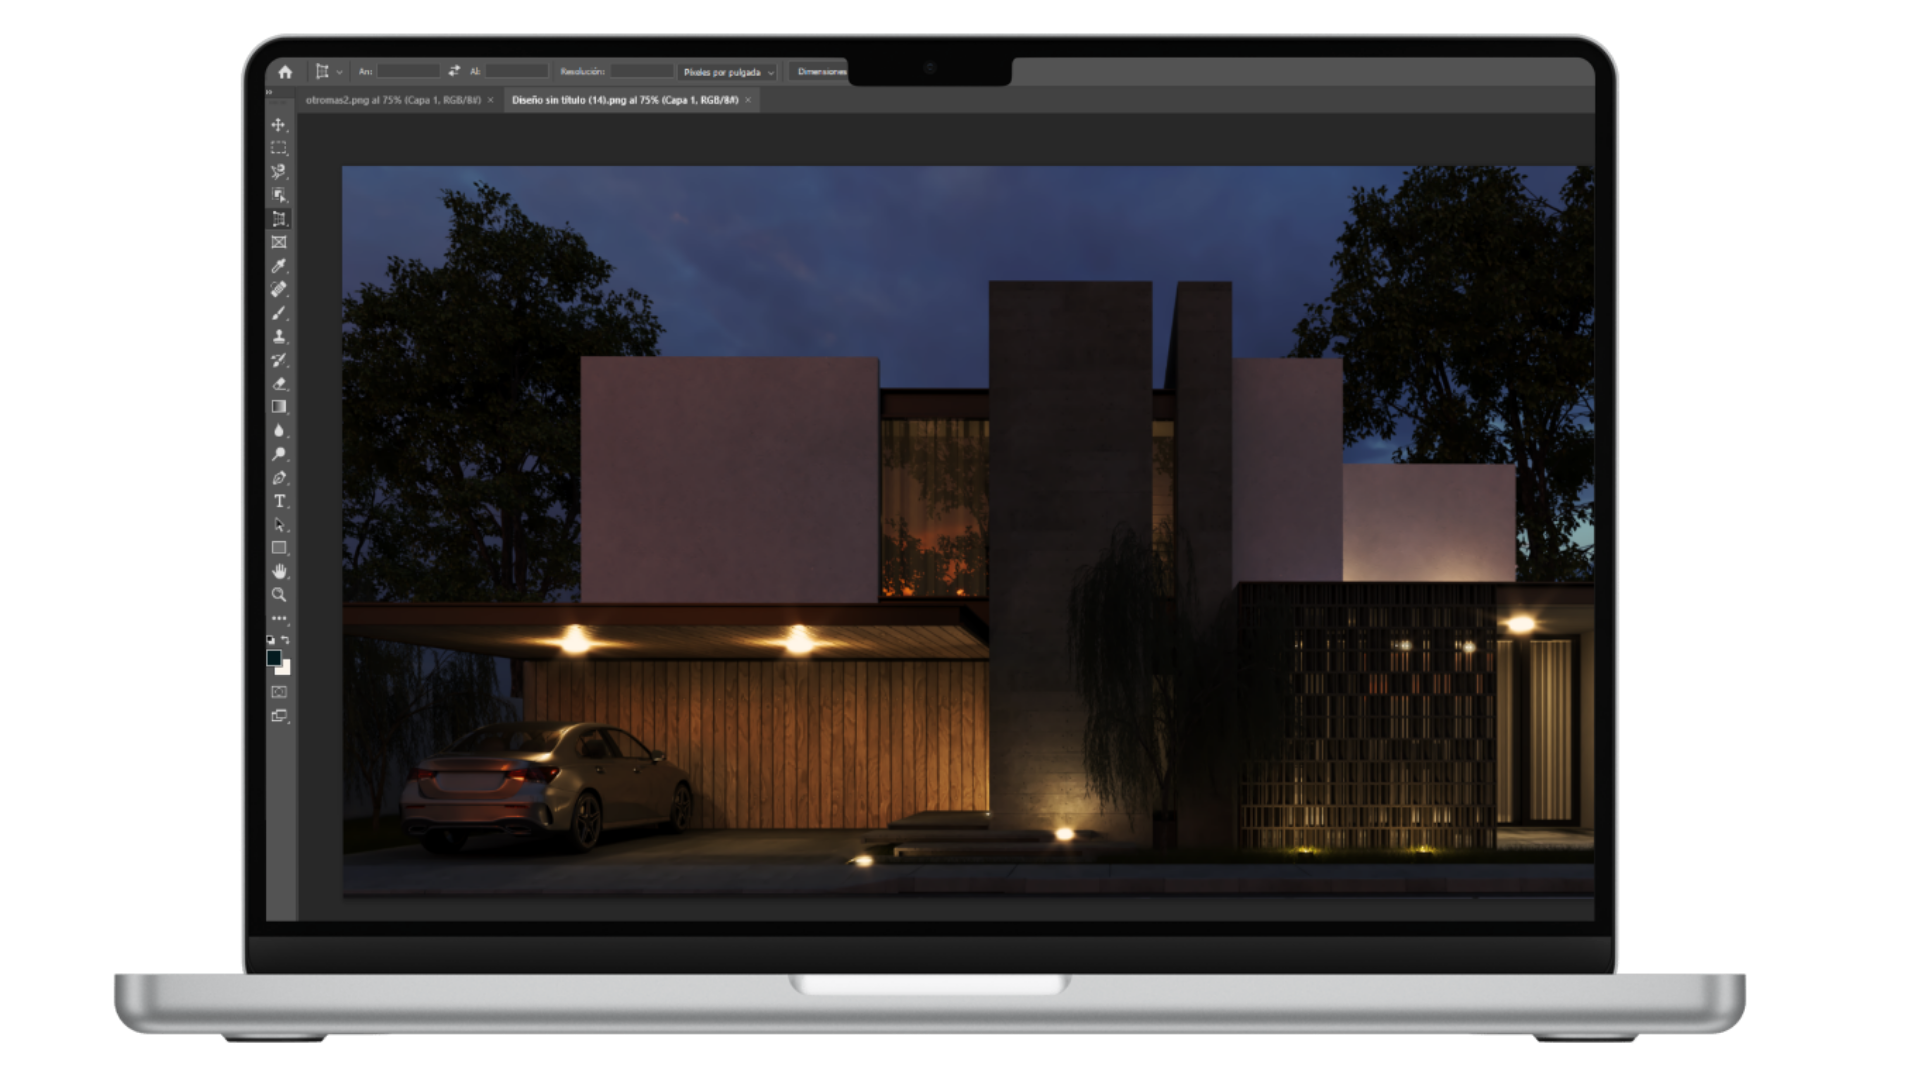 An: Al: Resolución: Píxeles por pulgada Dimensiones
otromas2.png al 75% (Capa 1, RGB/8#) × Diseño sin título (14).png al 75% (Capa 1, RGB/8#) ×
T